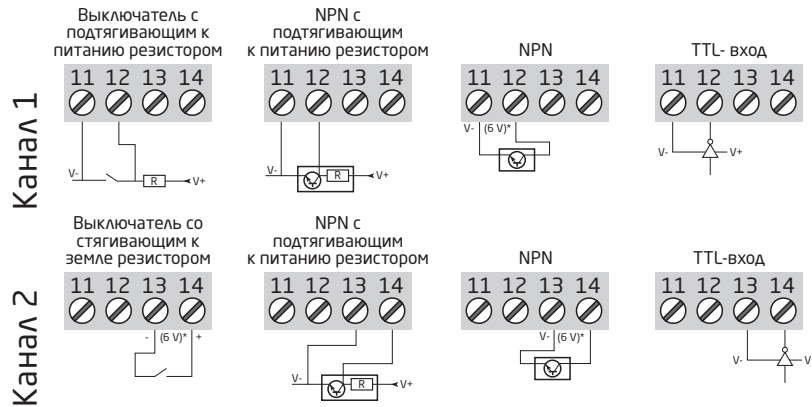 Канал 1
Выключатель с
подтягивающим к
питанию резистором
11 12 13 14
V-
R
V+
NPN с
подтягивающим
к питанию резистором
11 12 13 14
V-
R
V+
NPN
11 12 13 14
V- (6 V)*
TTL- вход
11 12 13 14
V-
V+
Канал 2
Выключатель со
стягивающим к
земле резистором
11 12 13 14
- (6 V)* +
NPN с
подтягивающим
к питанию резистором
11 12 13 14
V-
R
V+
NPN
11 12 13 14
V- (6 V)*
TTL-вход
11 12 13 14
V-
V